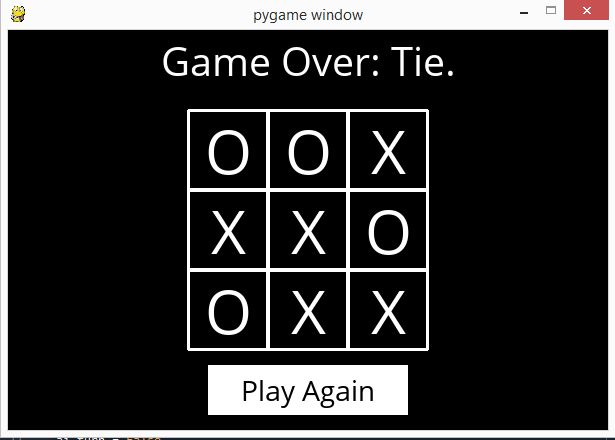 pygame window
Game Over: Tie.
O O X
X X O
O X X
Play Again